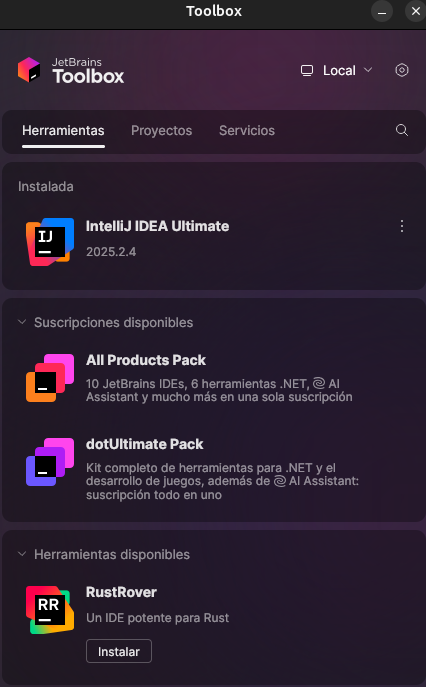 Toolbox
JetBrains
Toolbox
Local
Herramientas Proyectos Servicios
Instalada
IJ
IntelliJ IDEA Ultimate
2025.2.4
Suscripciones disponibles
All Products Pack
10 JetBrains IDEs, 6 herramientas .NET, AI
Assistant y mucho más en una sola suscripción
dotUltimate Pack
Kit completo de herramientas para .NET y el
desarrollo de juegos, además de AI Assistant:
suscripción todo en uno
Herramientas disponibles
RR
RustRover
Un IDE potente para Rust
Instalar